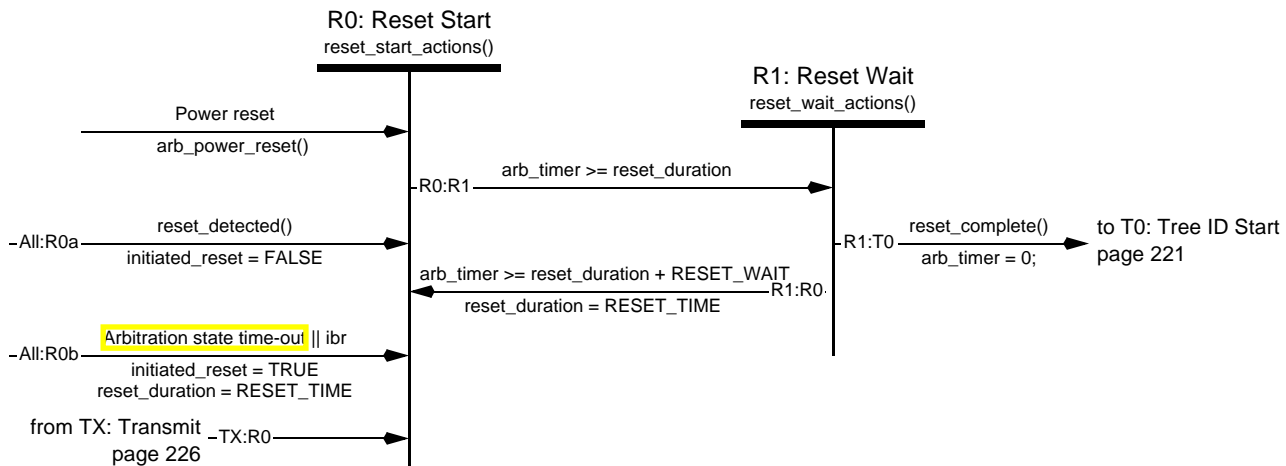 R0: Reset Start
reset_start_actions()
R1: Reset Wait
reset_wait_actions()
Power reset
arb_power_reset()
R0:R1
arb_timer >= reset_duration
All:R0a
reset_detected()
initiated_reset = FALSE
R1:T0
reset_complete()
arb_timer = 0;
to T0: Tree ID Start
page 221
arb_timer >= reset_duration + RESET_WAIT
R1:R0
reset_duration = RESET_TIME
All:R0b
Arbitration state time-out || ibr
initiated_reset = TRUE
reset_duration = RESET_TIME
from TX: Transmit
page 226
TX:R0